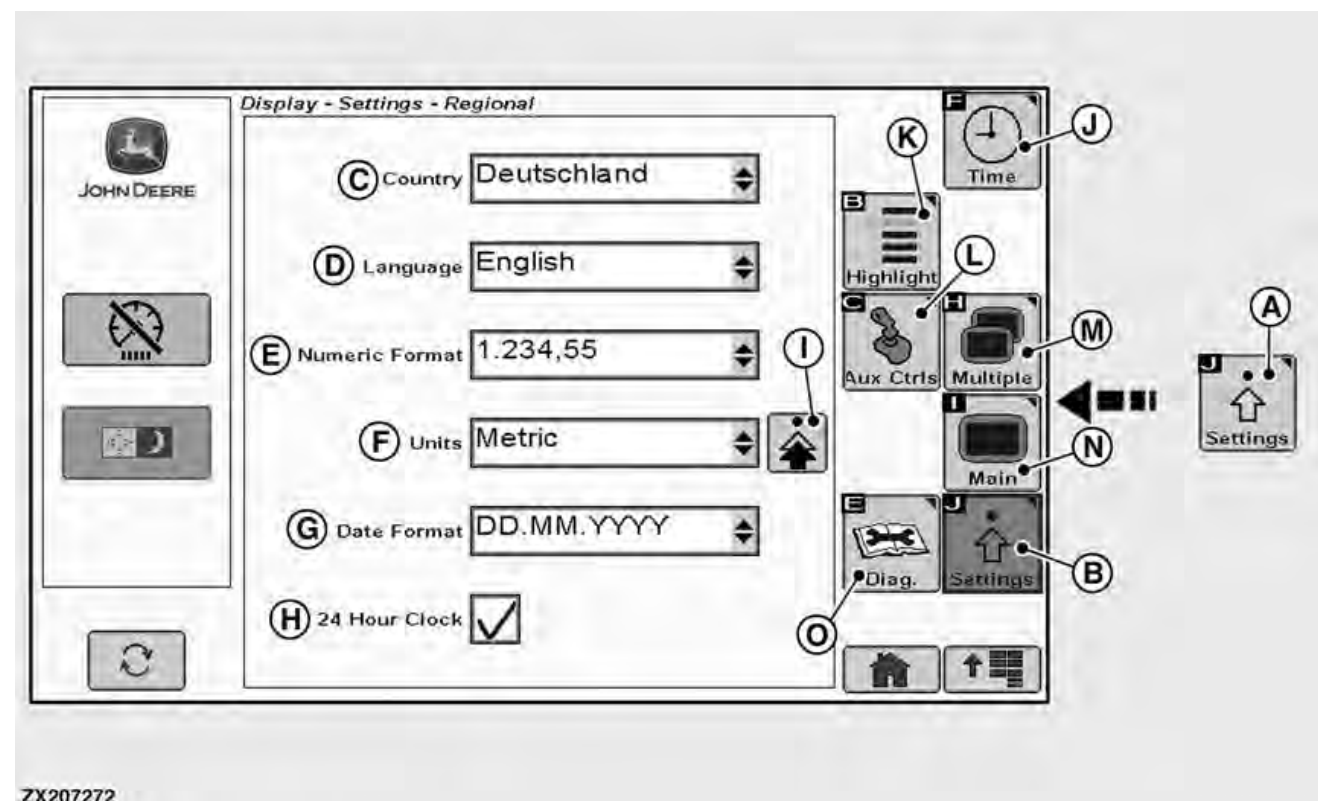 Display - Settings - Regional
JOHN DEERE
C Country Deutschland
D Language English
E Numeric Format 1.234,55
I
F Units Metric
G Date Format DD.MM.YYYY
H 24 Hour Clock
F Time J
K
B Highlight
L
C Aux Ctrls
H Multiple M
I Main N
E Diag. O
J Settings B
A
J Settings
ZX207272